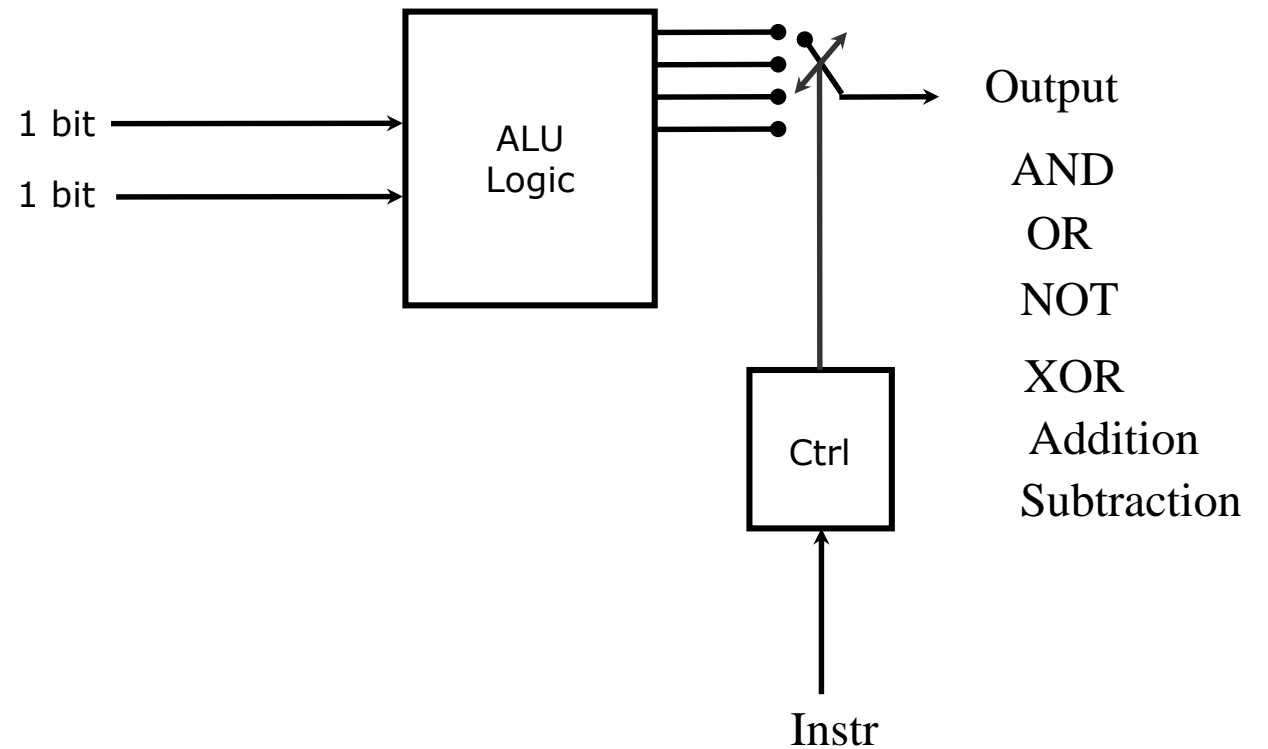 1 bit
1 bit
ALU
Logic
Output
AND
OR
NOT
XOR
Addition
Subtraction
Ctrl
Instr